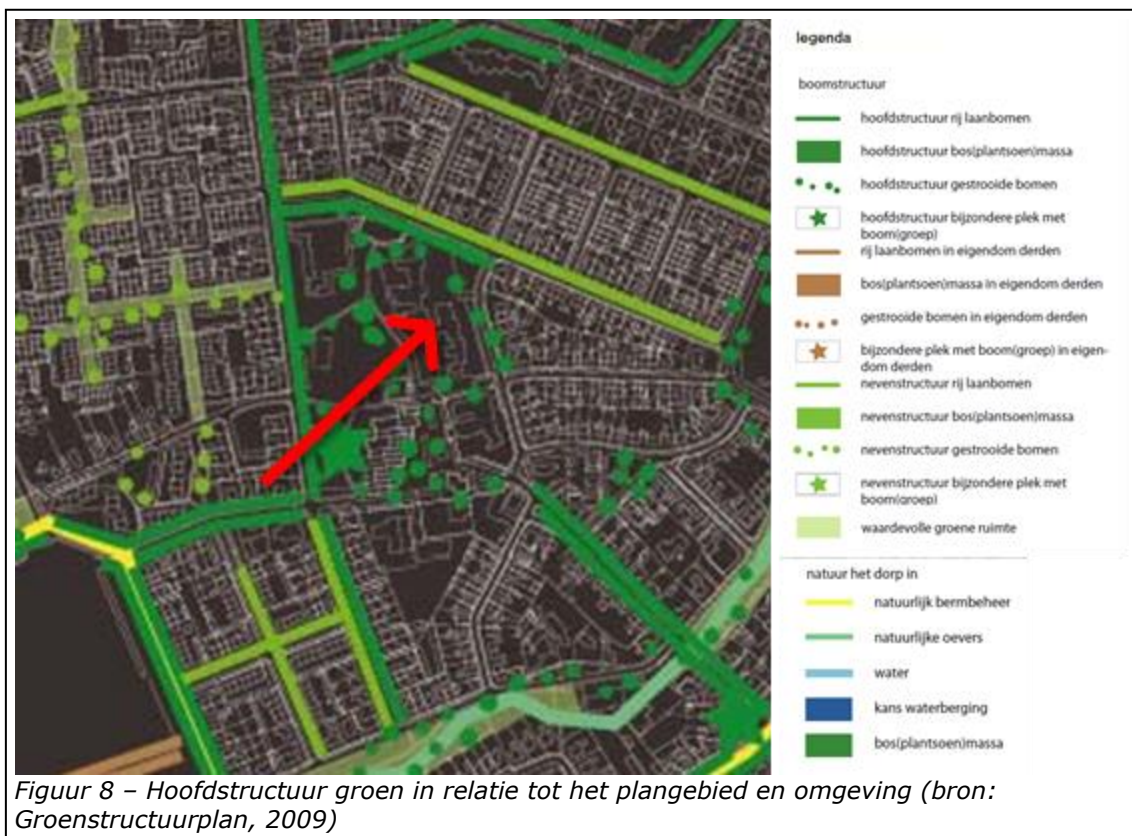 legenda
boomstructuur
hoofdstructuur rij laanbomen
hoofdstructuur bos(plantsoen)massa
hoofdstructuur gestrooide bomen
hoofdstructuur bijzondere plek met
boom(groep)
rij laanbomen in eigendom derden
bos(plantsoen)massa in eigendom derden
gestrooide bomen in eigendom derden
bijzondere plek met boom(groep) in eigen-
dom derden
nevenstructuur rij laanbomen
nevenstructuur bos(plantsoen)massa
nevenstructuur gestrooide bomen
nevenstructuur bijzondere plek met
boom(groep)
waardevolle groene ruimte
natuur het dorp in
natuurlijk bermbeheer
natuurlijke oevers
water
kans waterberging
bos(plantsoen)massa
Figuur 8 – Hoofdstructuur groen in relatie tot het plangebied en omgeving (bron:
Groenstructuurplan, 2009)